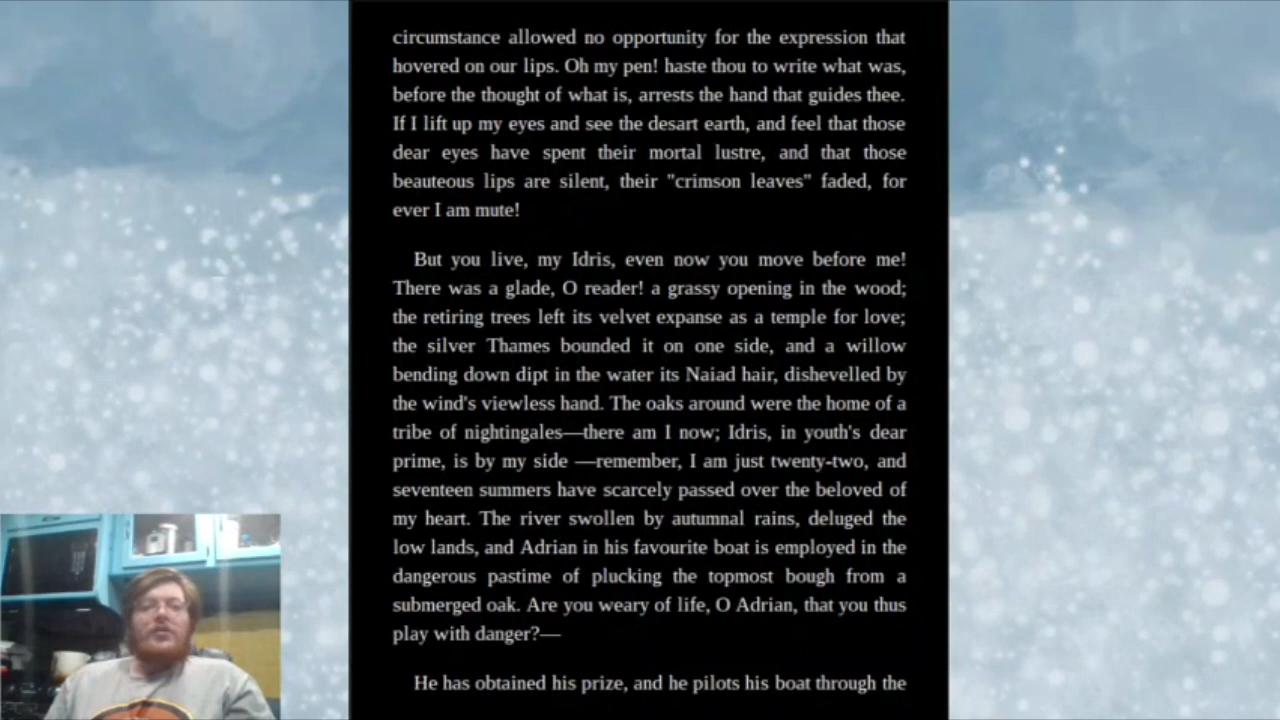 circumstance allowed no opportunity for the expression that
hovered on our lips. Oh my pen! haste thou to write what was,
before the thought of what is, arrests the hand that guides thee.
If I lift up my eyes and see the desart earth, and feel that those
dear eyes have spent their mortal lustre, and that those
beauteous lips are silent, their "crimson leaves" faded, for
ever I am mute!
But you live, my Idris, even now you move before me!
There was a glade, O reader! a grassy opening in the wood;
the retiring trees left its velvet expanse as a temple for love;
the silver Thames bounded it on one side, and a willow
bending down dipt in the water its Naiad hair, dishevelled by
the wind's viewless hand. The oaks around were the home of a
tribe of nightingales—there am I now; Idris, in youth's dear
prime, is by my side —remember, I am just twenty-two, and
seventeen summers have scarcely passed over the beloved of
my heart. The river swollen by autumnal rains, deluged the
low lands, and Adrian in his favourite boat is employed in the
dangerous pastime of plucking the topmost bough from a
submerged oak. Are you weary of life, O Adrian, that you thus
play with danger?—
He has obtained his prize, and he pilots his boat through the